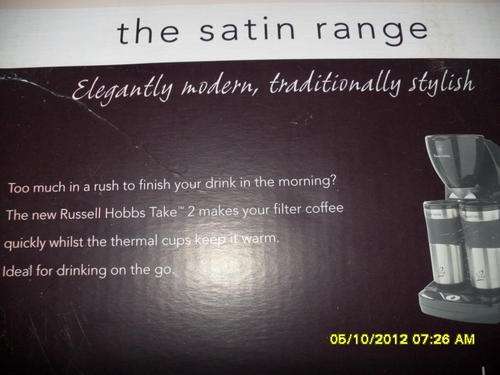 the satin range
Elegantly modern, traditionally stylish
Too much in a rush to finish your drink in the morning?
The new Russell Hobbs Take™ 2 makes your filter coffee
quickly whilst the thermal cups keep it warm.
Ideal for drinking on the go.
05/10/2012 07:26 AM